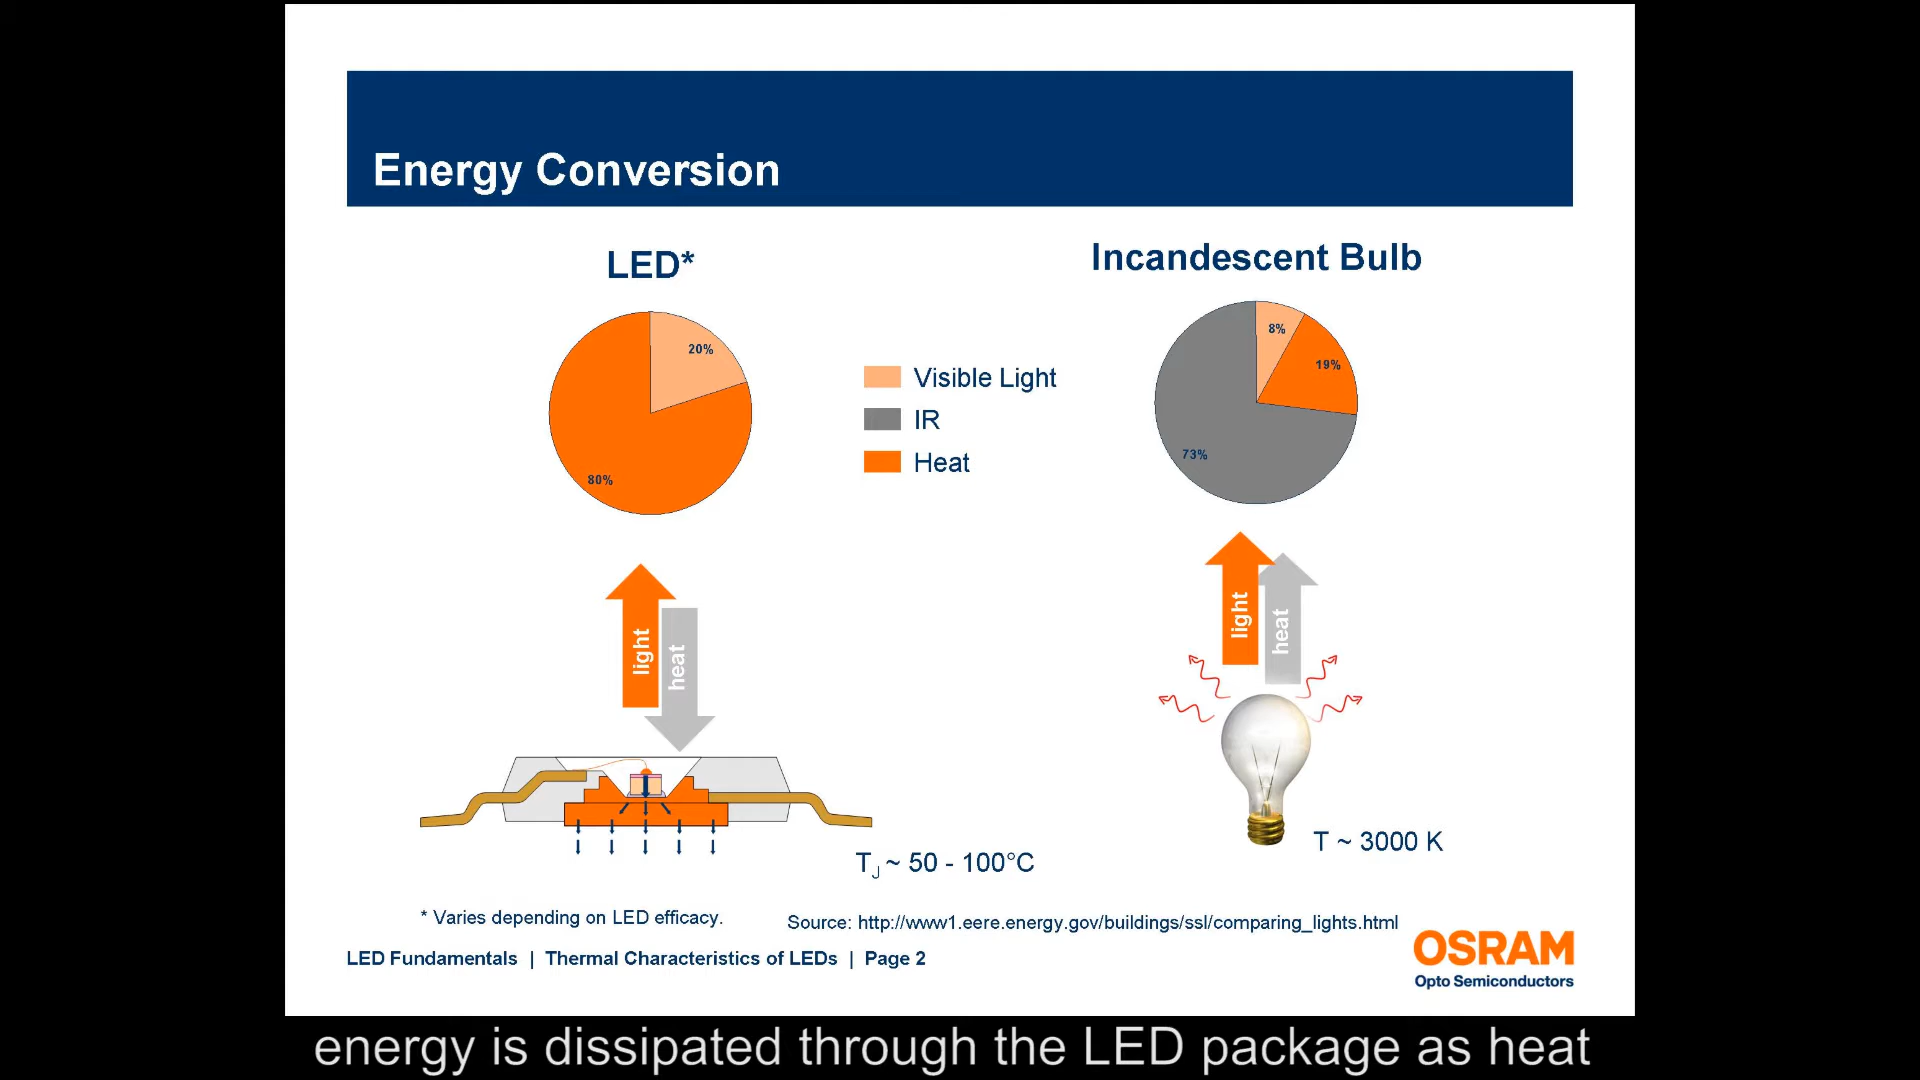 Energy Conversion
LED*
Incandescent Bulb
20%
80%
Visible Light
IR
Heat
8%
19%
73%
light
heat
light
heat
TJ ~ 50 - 100°C
T ~ 3000 K
* Varies depending on LED efficacy.
Source: http://www1.eere.energy.gov/buildings/ssl/comparing_lights.html
LED Fundamentals | Thermal Characteristics of LEDs | Page 2
OSRAM
Opto Semiconductors
energy is dissipated through the LED package as heat